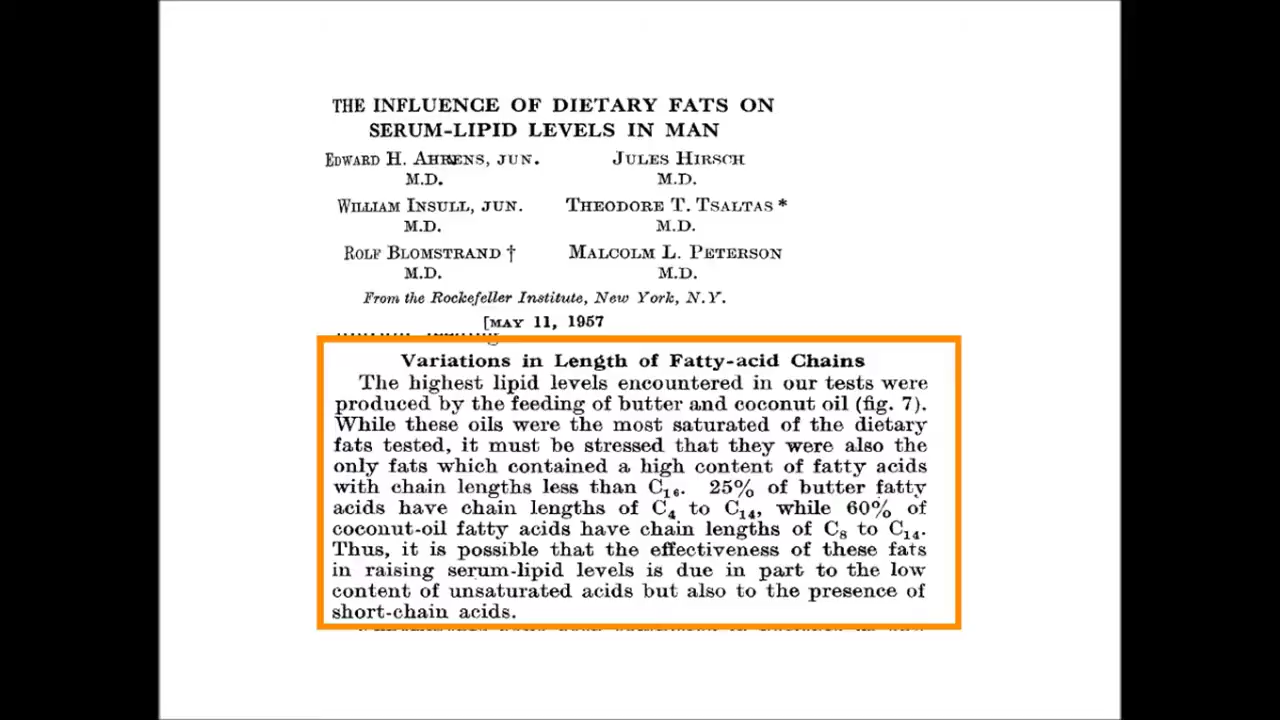 THE INFLUENCE OF DIETARY FATS ON
SERUM-LIPID LEVELS IN MAN
EDWARD H. AHRENS, JUN. JULES HIRSCH
M.D. M.D.
WILLIAM INSULL, JUN. THEODORE T. TSALTAS *
M.D. M.D.
ROLF BLOMSTRAND † MALCOLM L. PETERSON
M.D. M.D.
From the Rockefeller Institute, New York, N.Y.
[MAY 11, 1957
Variations in Length of Fatty-acid Chains
The highest lipid levels encountered in our tests were
produced by the feeding of butter and coconut oil (fig. 7).
While these oils were the most saturated of the dietary
fats tested, it must be stressed that they were also the
only fats which contained a high content of fatty acids
with chain lengths less than C₁₆. 25% of butter fatty
acids have chain lengths of C₄ to C₁₄, while 60% of
coconut-oil fatty acids have chain lengths of C₈ to C₁₄.
Thus, it is possible that the effectiveness of these fats
in raising serum-lipid levels is due in part to the low
content of unsaturated acids but also to the presence of
short-chain acids.